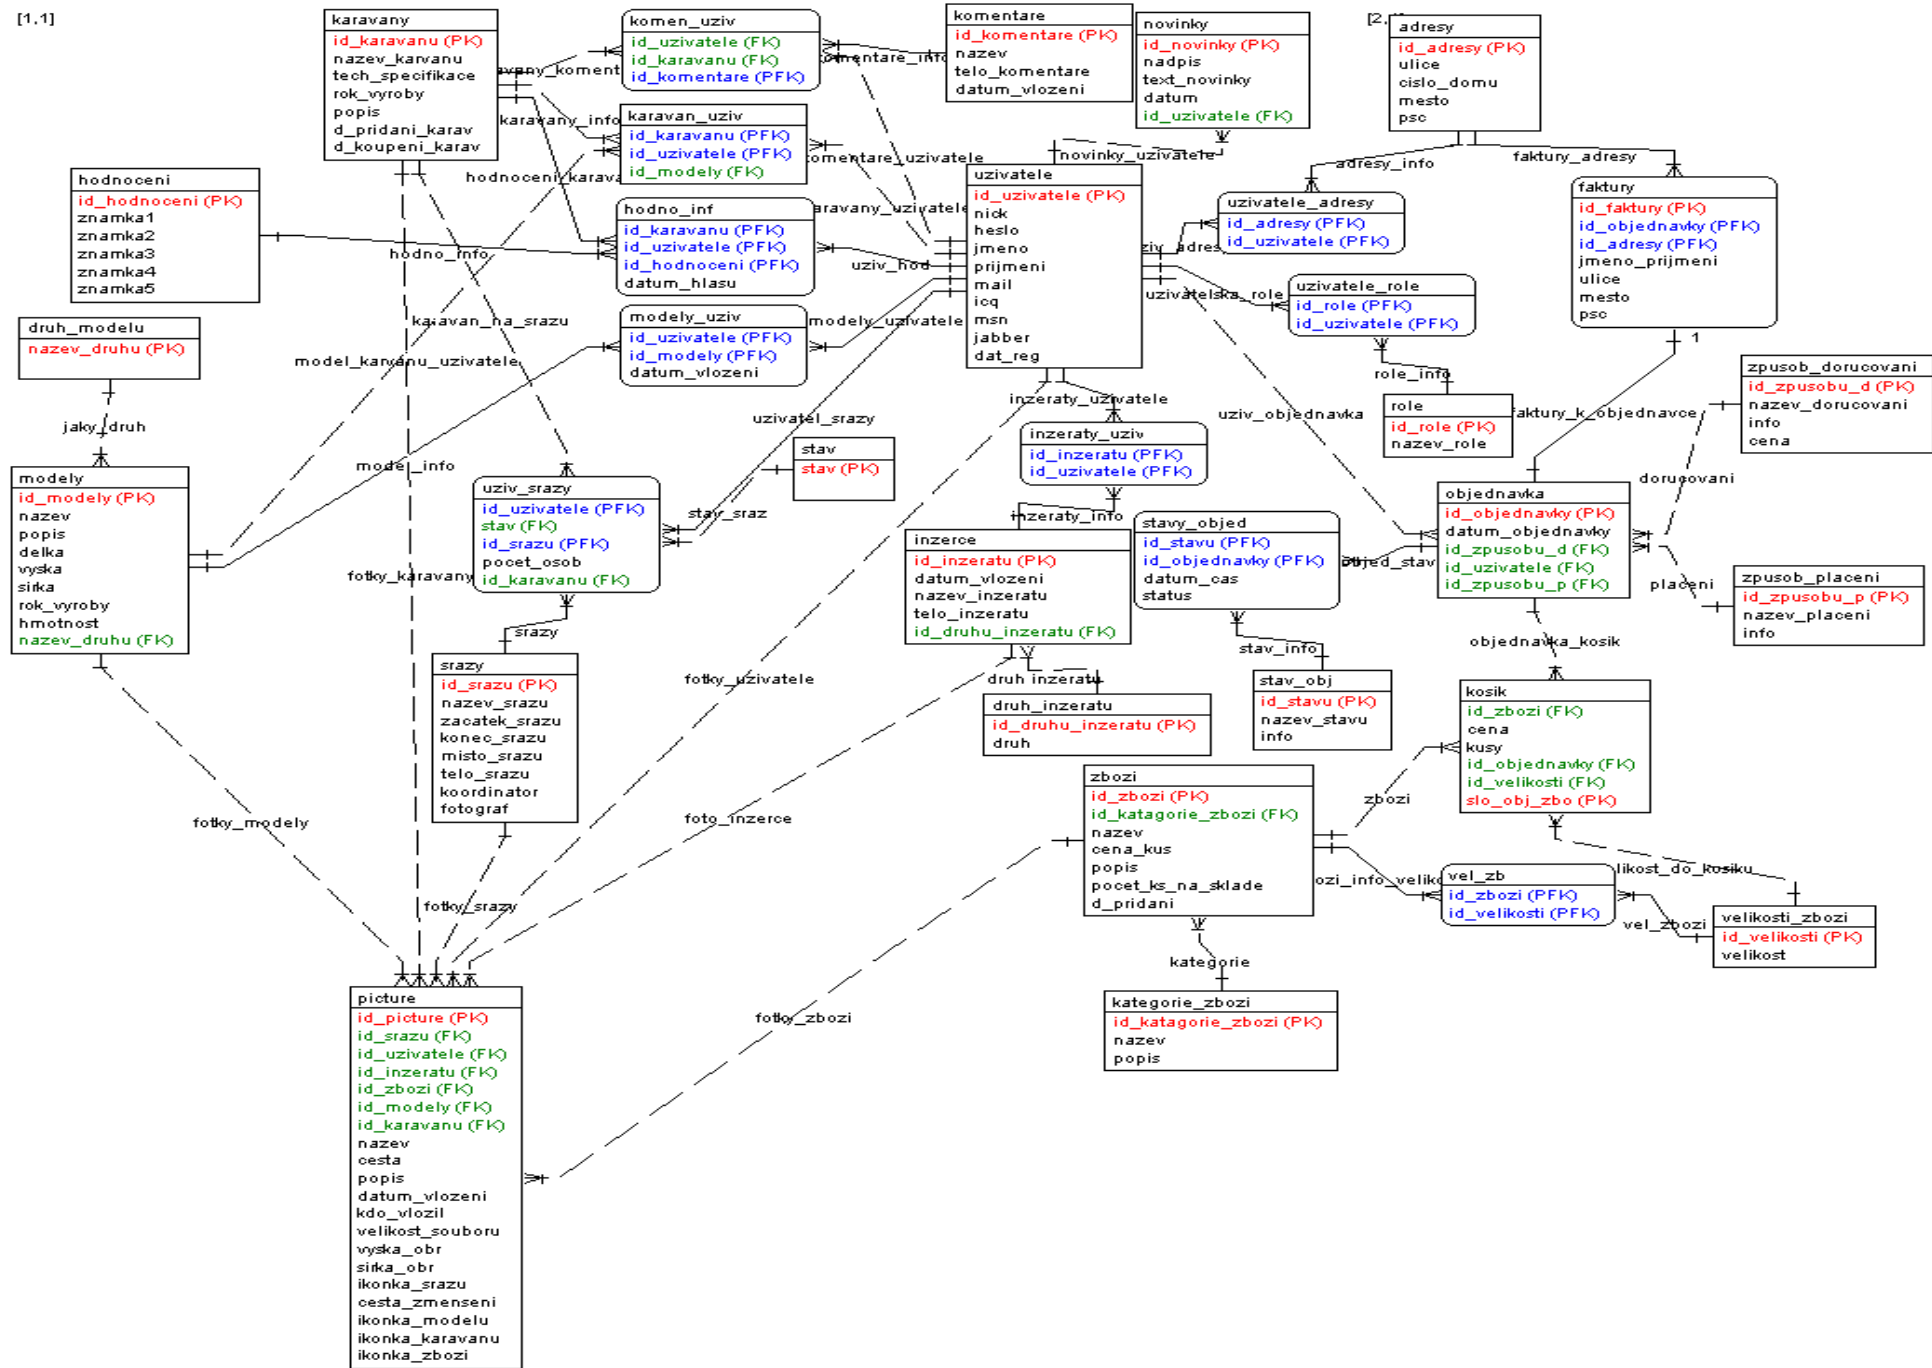 [1,1]
karavany
id_karavanu (PK)
nazev_karvanu
tech_specifikace
rok_vyroby
popis
d_pridani_karav
d_koupeni_karav
komen_uziv
id_uzivatele (FK)
id_karavanu (FK)
id_komentare (PFK)
komentare
id_komentare (PK)
nazev
telo_komentare
datum_vlozeni
novinky
id_novinky (PK)
nadpis
text_novinky
datum
id_uzivatele (FK)
[2,
adresy
id_adresy (PK)
ulice
cislo_domu
mesto
psc
avany_koment
omentare_info
karavany_info
karavan_uziv
id_karavanu (PFK)
id_uzivatele (PFK)
id_modely (FK)
omentare_uzivatele
novinky_uzivatele
adresy_info
faktury_adresy
hodnoceni
id_hodnoceni (PK)
znamka1
znamka2
znamka3
znamka4
znamka5
hodnoceni_karava
hodno_inf
id_karavanu (PFK)
id_uzivatele (PFK)
id_hodnoceni (PFK)
datum_hlasu
aravany_uzivatele
uzivatele
id_uzivatele (PK)
nick
heslo
jmeno
prijmeni
mail
icq
msn
jabber
dat_reg
uzivatele_adresy
id_adresy (PFK)
id_uzivatele (PFK)
faktury
id_faktury (PK)
id_objednavky (PFK)
id_adresy (PFK)
jmeno_prijmeni
ulice
mesto
psc
hodno_info
uziv_hod
uziv_adres
uzivatelska_role
uzivatele_role
id_role (PFK)
id_uzivatele (PFK)
druh_modelu
nazev_druhu (PK)
karavan_na_srazu
modely_uziv
id_uzivatele (PFK)
id_modely (PFK)
datum_vlozeni
modely_uzivatele
model_karvanu_uzivatele
1
role_info
role
id_role (PK)
nazev_role
zpusob_dorucovani
id_zpusobu_d (PK)
nazev_dorucovani
info
cena
jaky_druh
uzivatel_srazy
inzeraty_uzivatele
uziv_objednavka
faktury_k_objednavce
inzeraty_uziv
id_inzeratu (PFK)
id_uzivatele (PFK)
stav
stav (PK)
modely
id_modely (PK)
nazev
popis
delka
vyska
sirka
rok_vyroby
hmotnost
nazev_druhu (FK)
model_info
uziv_srazy
id_uzivatele (PFK)
stav (FK)
id_srazu (PFK)
pocet_osob
id_karavanu (FK)
stav_sraz
inzeraty_info
dorucovani
objednavka
id_objednavky (PK)
datum_objednavky
id_zpusobu_d (FK)
id_uzivatele (FK)
id_zpusobu_p (FK)
stavy_objed
id_stavu (PFK)
id_objednavky (PFK)
datum_cas
status
objed_stav
inzerce
id_inzeratu (PK)
datum_vlozeni
nazev_inzeratu
telo_inzeratu
id_druhu_inzeratu (FK)
fotky_karavany
placeni
zpusob_placeni
id_zpusobu_p (PK)
nazev_placeni
info
srazy
srazy
id_srazu (PK)
nazev_srazu
zacatek_srazu
konec_srazu
misto_srazu
telo_srazu
koordinator
fotograf
fotky_uzivatele
druh inzeratu
druh_inzeratu
id_druhu_inzeratu (PK)
druh
stav_info
stav_obj
id_stavu (PK)
nazev_stavu
info
objednavka_kosik
kosik
id_zbozi (FK)
cena
kusy
id_objednavky (FK)
id_velikosti (FK)
slo_obj_zbo (PK)
zbozi
id_zbozi (PK)
id_katagorie_zbozi (FK)
nazev
cena_kus
popis
pocet_ks_na_sklade
d_pridani
zbozi
fotky_modely
foto_inzerce
ozi_info_veliko
vel_zb
id_zbozi (PFK)
id_velikosti (PFK)
likost_do_kosiku
fotky_srazy
vel_zbozi
velikosti_zbozi
id_velikosti (PK)
velikost
kategorie
kategorie_zbozi
id_katagorie_zbozi (PK)
nazev
popis
fotky_zbozi
picture
id_picture (PK)
id_srazu (FK)
id_uzivatele (FK)
id_inzeratu (FK)
id_zbozi (FK)
id_modely (FK)
id_karavanu (FK)
nazev
cesta
popis
datum_vlozeni
kdo_vlozil
velikost_souboru
vyska_obr
sirka_obr
ikonka_srazu
cesta_zmenseni
ikonka_modelu
ikonka_karavanu
ikonka_zbozi